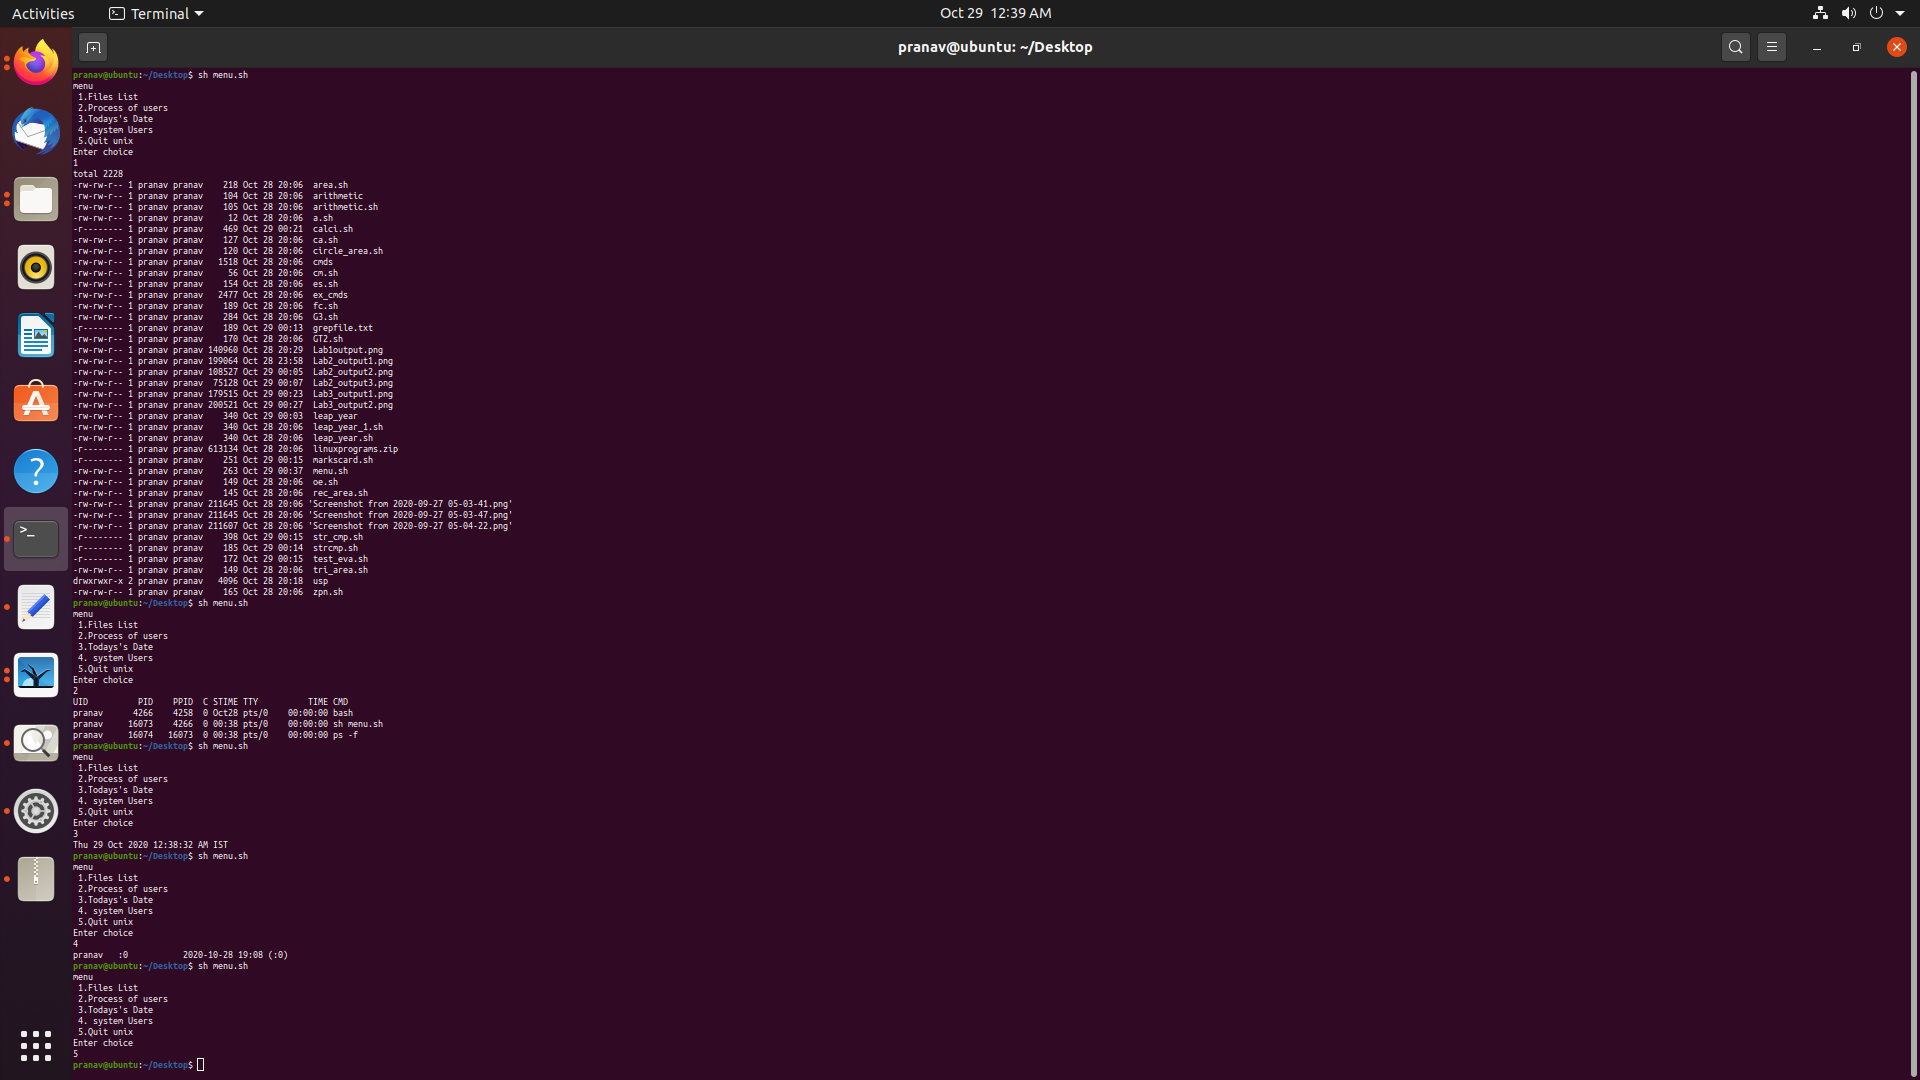 Activities Terminal Oct 29 12:39 AM
pranav@ubuntu: ~/Desktop
pranav@ubuntu:~/Desktop$ sh menu.sh
menu
 1.Files List
 2.Process of users
 3.Todays's Date
 4. system Users
 5.Quit unix
Enter choice
1
total 2228
-rw-rw-r-- 1 pranav pranav    218 Oct 28 20:06  area.sh
-rw-rw-r-- 1 pranav pranav    104 Oct 28 20:06  arithmetic
-rw-rw-r-- 1 pranav pranav    105 Oct 28 20:06  arithmetic.sh
-rw-rw-r-- 1 pranav pranav     12 Oct 28 20:06  a.sh
-r-------- 1 pranav pranav    469 Oct 29 00:21  calci.sh
-rw-rw-r-- 1 pranav pranav    127 Oct 28 20:06  ca.sh
-rw-rw-r-- 1 pranav pranav    120 Oct 28 20:06  circle_area.sh
-rw-rw-r-- 1 pranav pranav   1518 Oct 28 20:06  cmds
-rw-rw-r-- 1 pranav pranav     56 Oct 28 20:06  cm.sh
-rw-rw-r-- 1 pranav pranav    154 Oct 28 20:06  es.sh
-rw-rw-r-- 1 pranav pranav   2477 Oct 28 20:06  ex_cmds
-rw-rw-r-- 1 pranav pranav    189 Oct 28 20:06  fc.sh
-rw-rw-r-- 1 pranav pranav    284 Oct 28 20:06  G3.sh
-r-------- 1 pranav pranav    189 Oct 29 00:13  grepfile.txt
-rw-rw-r-- 1 pranav pranav    170 Oct 28 20:06  GT2.sh
-rw-rw-r-- 1 pranav pranav 140960 Oct 28 20:29  Lab1output.png
-rw-rw-r-- 1 pranav pranav 199064 Oct 28 23:58  Lab2_output1.png
-rw-rw-r-- 1 pranav pranav 108527 Oct 29 00:05  Lab2_output2.png
-rw-rw-r-- 1 pranav pranav  75128 Oct 29 00:07  Lab2_output3.png
-rw-rw-r-- 1 pranav pranav 179515 Oct 29 00:23  Lab3_output1.png
-rw-rw-r-- 1 pranav pranav 200521 Oct 29 00:27  Lab3_output2.png
-rw-rw-r-- 1 pranav pranav    340 Oct 29 00:03  leap_year
-rw-rw-r-- 1 pranav pranav    340 Oct 28 20:06  leap_year_1.sh
-rw-rw-r-- 1 pranav pranav    340 Oct 28 20:06  leap_year.sh
-r-------- 1 pranav pranav 613134 Oct 28 20:06  linuxprograms.zip
-r-------- 1 pranav pranav    251 Oct 29 00:15  markscard.sh
-rw-rw-r-- 1 pranav pranav    263 Oct 29 00:37  menu.sh
-rw-rw-r-- 1 pranav pranav    149 Oct 28 20:06  oe.sh
-rw-rw-r-- 1 pranav pranav    145 Oct 28 20:06  rec_area.sh
-rw-rw-r-- 1 pranav pranav 211645 Oct 28 20:06 'Screenshot from 2020-09-27 05-03-41.png'
-rw-rw-r-- 1 pranav pranav 211645 Oct 28 20:06 'Screenshot from 2020-09-27 05-03-47.png'
-rw-rw-r-- 1 pranav pranav 211607 Oct 28 20:06 'Screenshot from 2020-09-27 05-04-22.png'
-r-------- 1 pranav pranav    398 Oct 29 00:15  str_cmp.sh
-r-------- 1 pranav pranav    185 Oct 29 00:14  strcmp.sh
-r-------- 1 pranav pranav    172 Oct 29 00:15  test_eva.sh
-rw-rw-r-- 1 pranav pranav    149 Oct 28 20:06  tri_area.sh
drwxrwxr-x 2 pranav pranav   4096 Oct 28 20:18  usp
-rw-rw-r-- 1 pranav pranav    165 Oct 28 20:06  zpn.sh
pranav@ubuntu:~/Desktop$ sh menu.sh
menu
 1.Files List
 2.Process of users
 3.Todays's Date
 4. system Users
 5.Quit unix
Enter choice
2
UID          PID    PPID  C STIME TTY          TIME CMD
pranav      4266    4258  0 Oct28 pts/0    00:00:00 bash
pranav     16073    4266  0 00:38 pts/0    00:00:00 sh menu.sh
pranav     16074   16073  0 00:38 pts/0    00:00:00 ps -f
pranav@ubuntu:~/Desktop$ sh menu.sh
menu
 1.Files List
 2.Process of users
 3.Todays's Date
 4. system Users
 5.Quit unix
Enter choice
3
Thu 29 Oct 2020 12:38:32 AM IST
pranav@ubuntu:~/Desktop$ sh menu.sh
menu
 1.Files List
 2.Process of users
 3.Todays's Date
 4. system Users
 5.Quit unix
Enter choice
4
pranav   :0           2020-10-28 19:08 (:0)
pranav@ubuntu:~/Desktop$ sh menu.sh
menu
 1.Files List
 2.Process of users
 3.Todays's Date
 4. system Users
 5.Quit unix
Enter choice
5
pranav@ubuntu:~/Desktop$